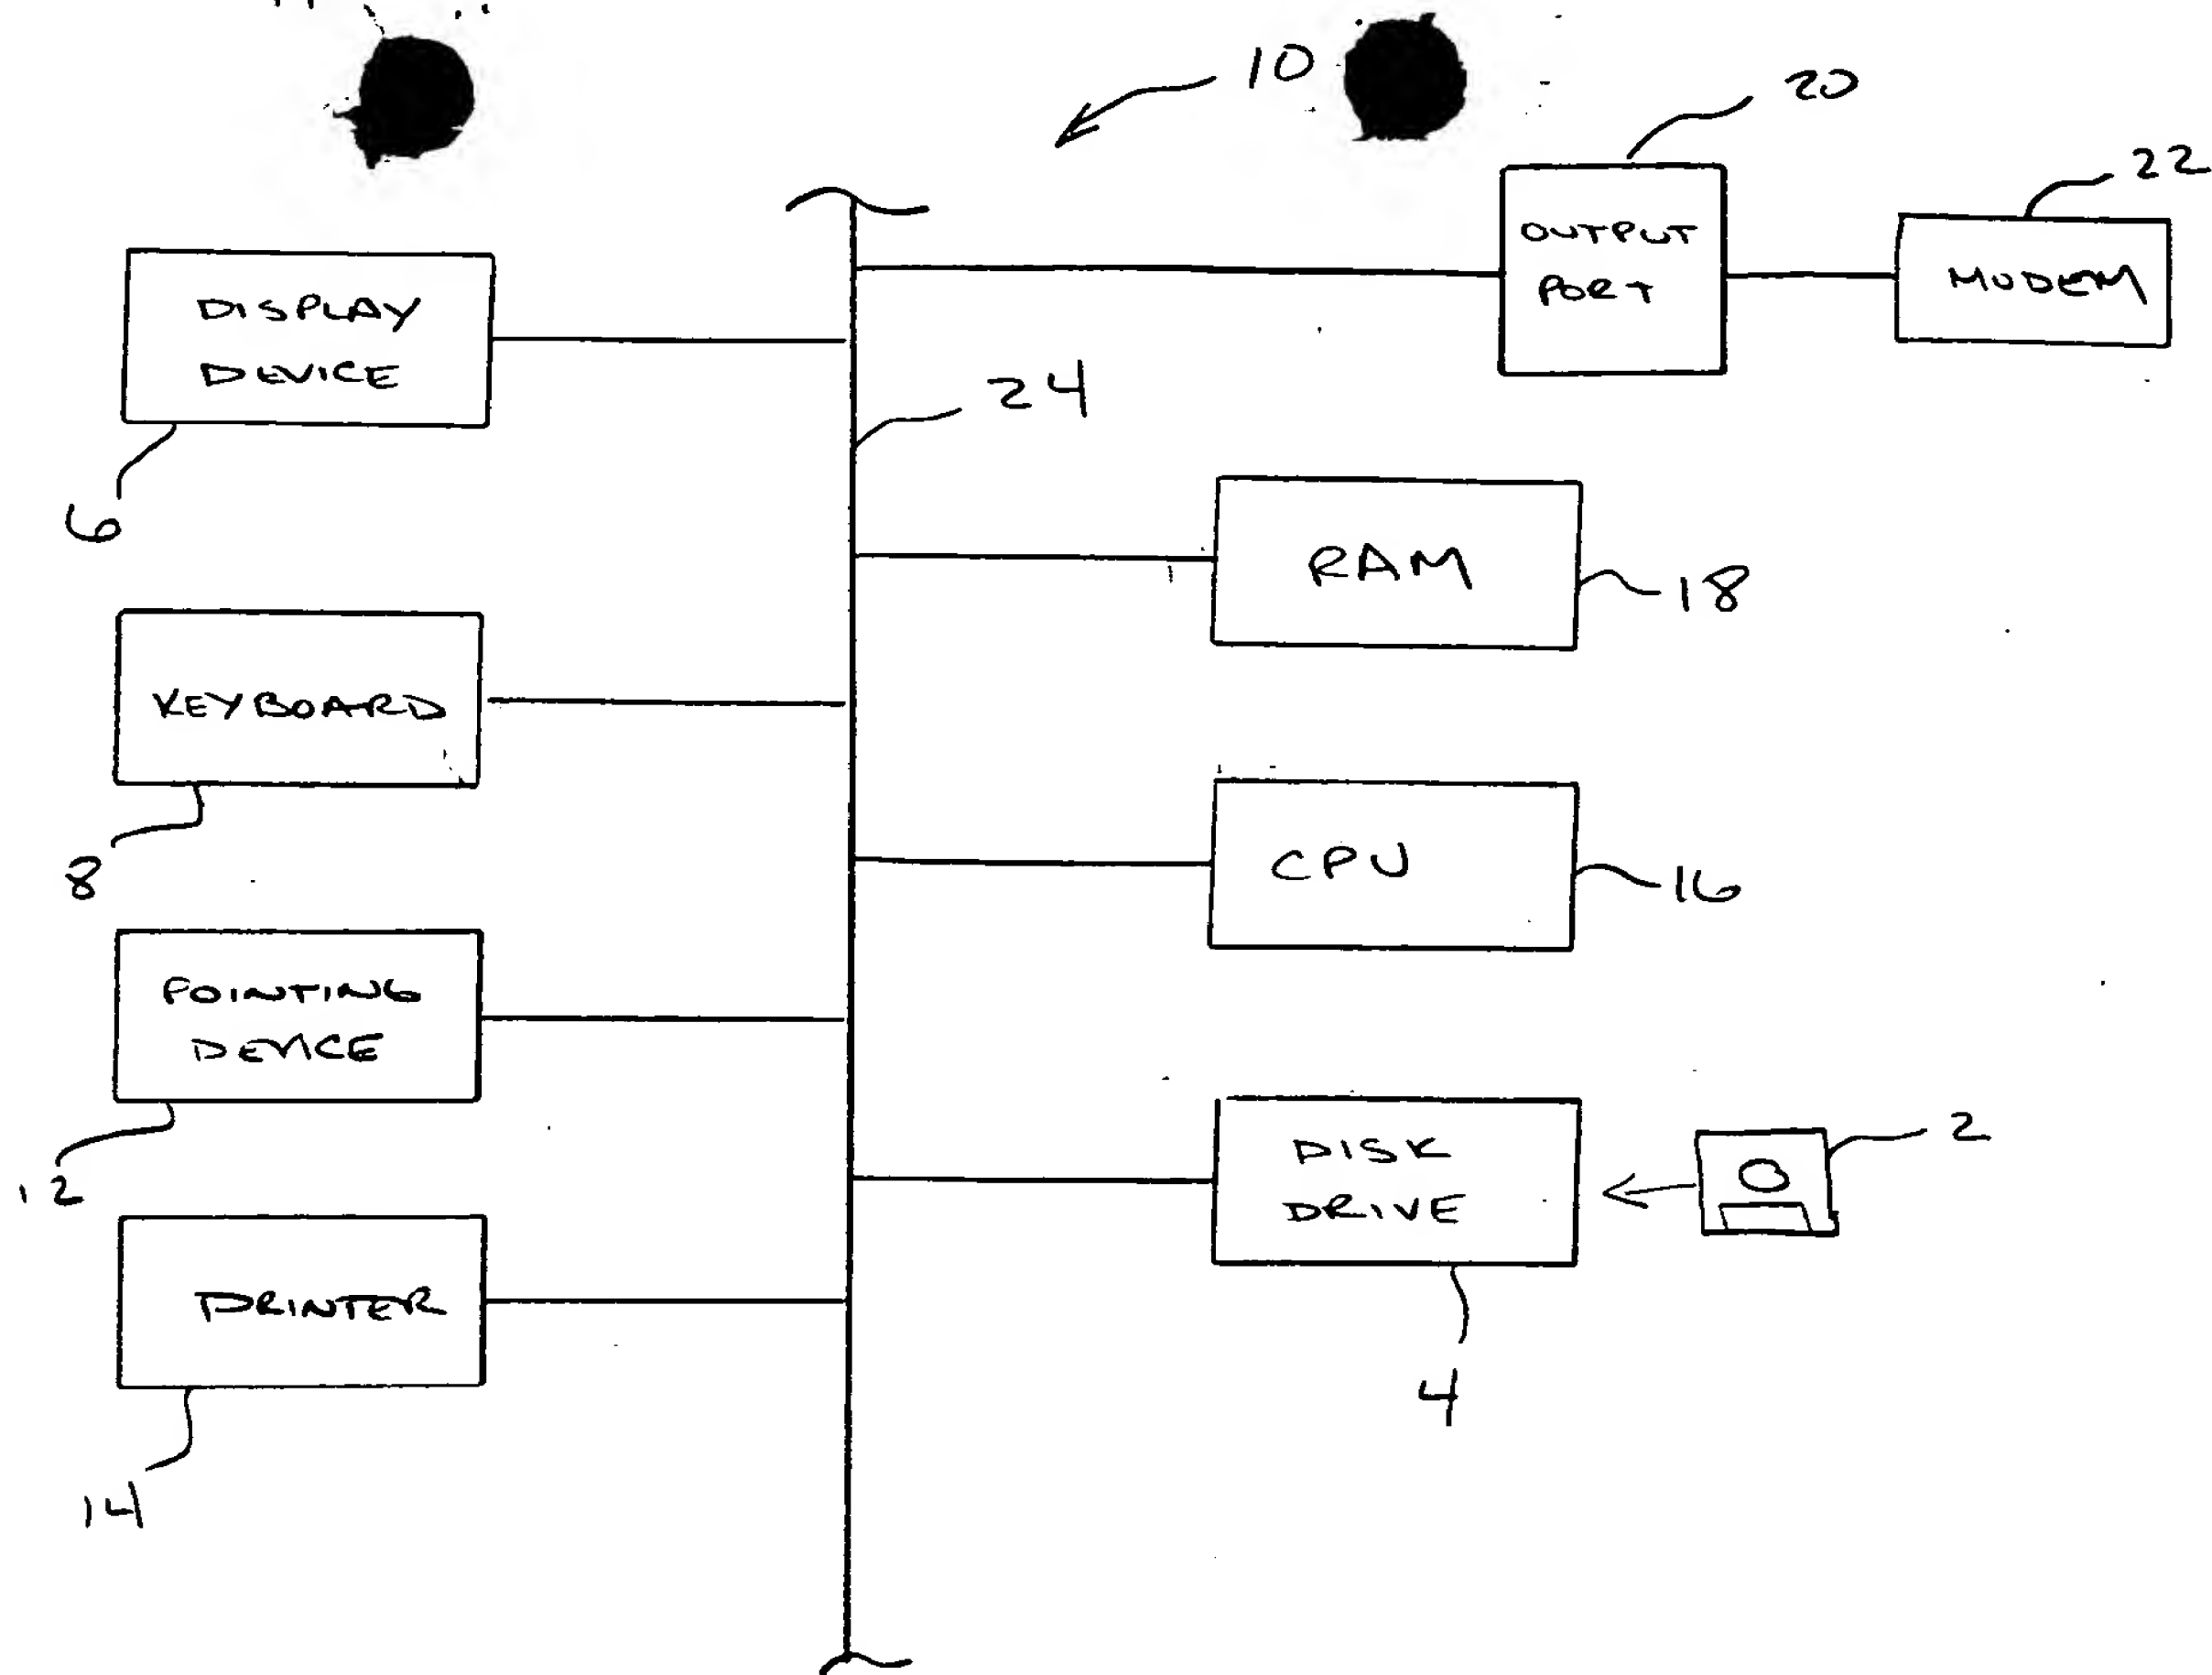 10
20
22
OUTPUT
PORT
MODEM
DISPLAY
DEVICE
24
6
RAM
18
KEYBOARD
8
CPU
16
POINTING
DEVICE
12
DISK
DRIVE
2
4
PRINTER
14